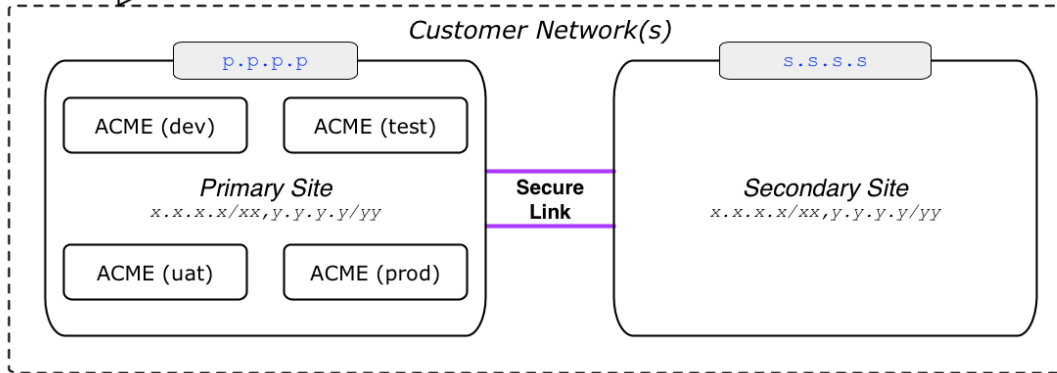 Customer Network(s)
p.p.p.p
s.s.s.s
ACME (dev)
ACME (test)
Primary Site
x.x.x.x/xx,y.y.y.y/yy
Secure
Link
Secondary Site
x.x.x.x/xx,y.y.y.y/yy
ACME (uat)
ACME (prod)